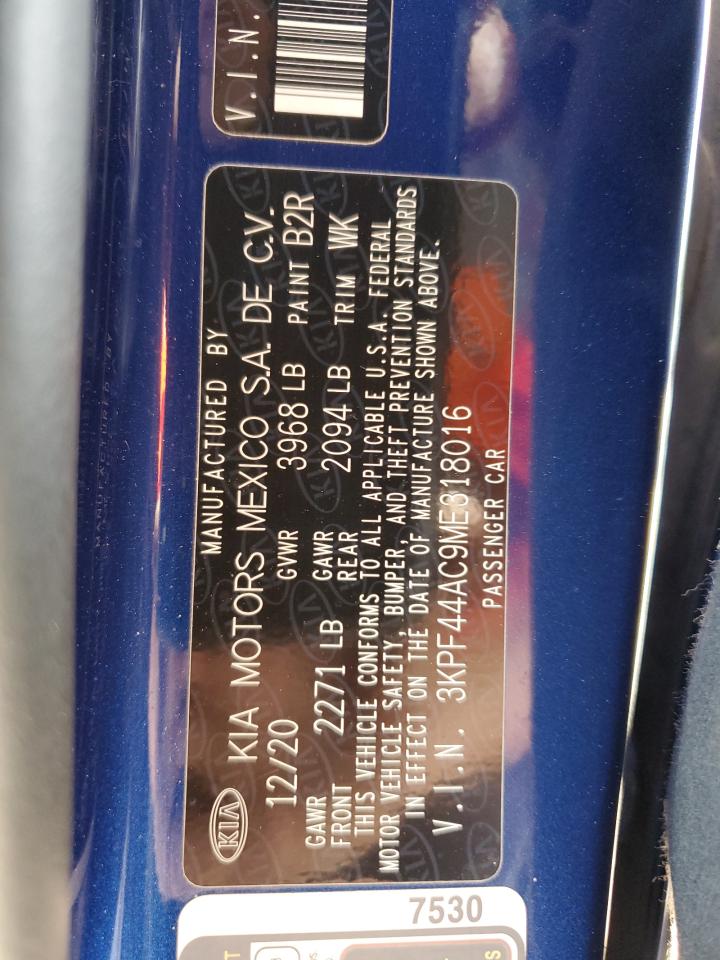 V.I.N.
MANUFACTURED BY
KIA KIA MOTORS MEXICO S.A. DE C.V.
12/20 GVWR 3968 LB PAINT B2R
GAWR FRONT 2271 LB GAWR REAR 2094 LB TRIM WK
THIS VEHICLE CONFORMS TO ALL APPLICABLE U.S.A. FEDERAL
MOTOR VEHICLE SAFETY, BUMPER, AND THEFT PREVENTION STANDARDS
IN EFFECT ON THE DATE OF MANUFACTURE SHOWN ABOVE.
V.I.N. 3KPF44AC9ME318016
PASSENGER CAR
7530